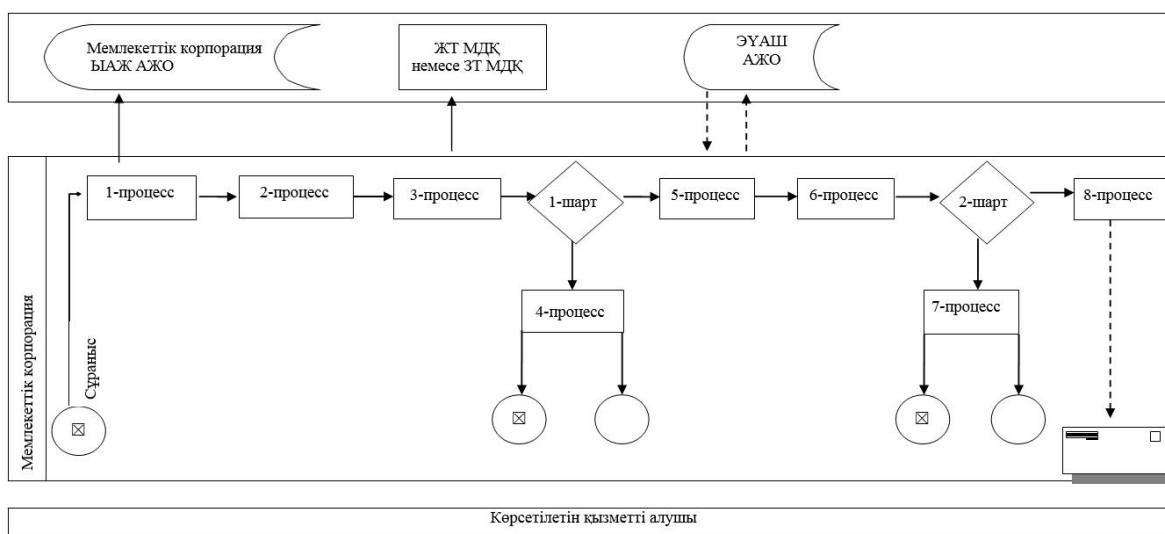 Мемлекеттік корпорация
ЫАЖ АЖО
ЖТ МДҚ
немесе ЗТ МДҚ
ЭҮАШ
АЖО
1-процесс
2-процесс
3-процесс
1-шарт
5-процесс
6-процесс
2-шарт
8-процесс
4-процесс
7-процесс
Сұраныс
Мемлекеттік корпорация
Көрсетілетін қызметті алушы